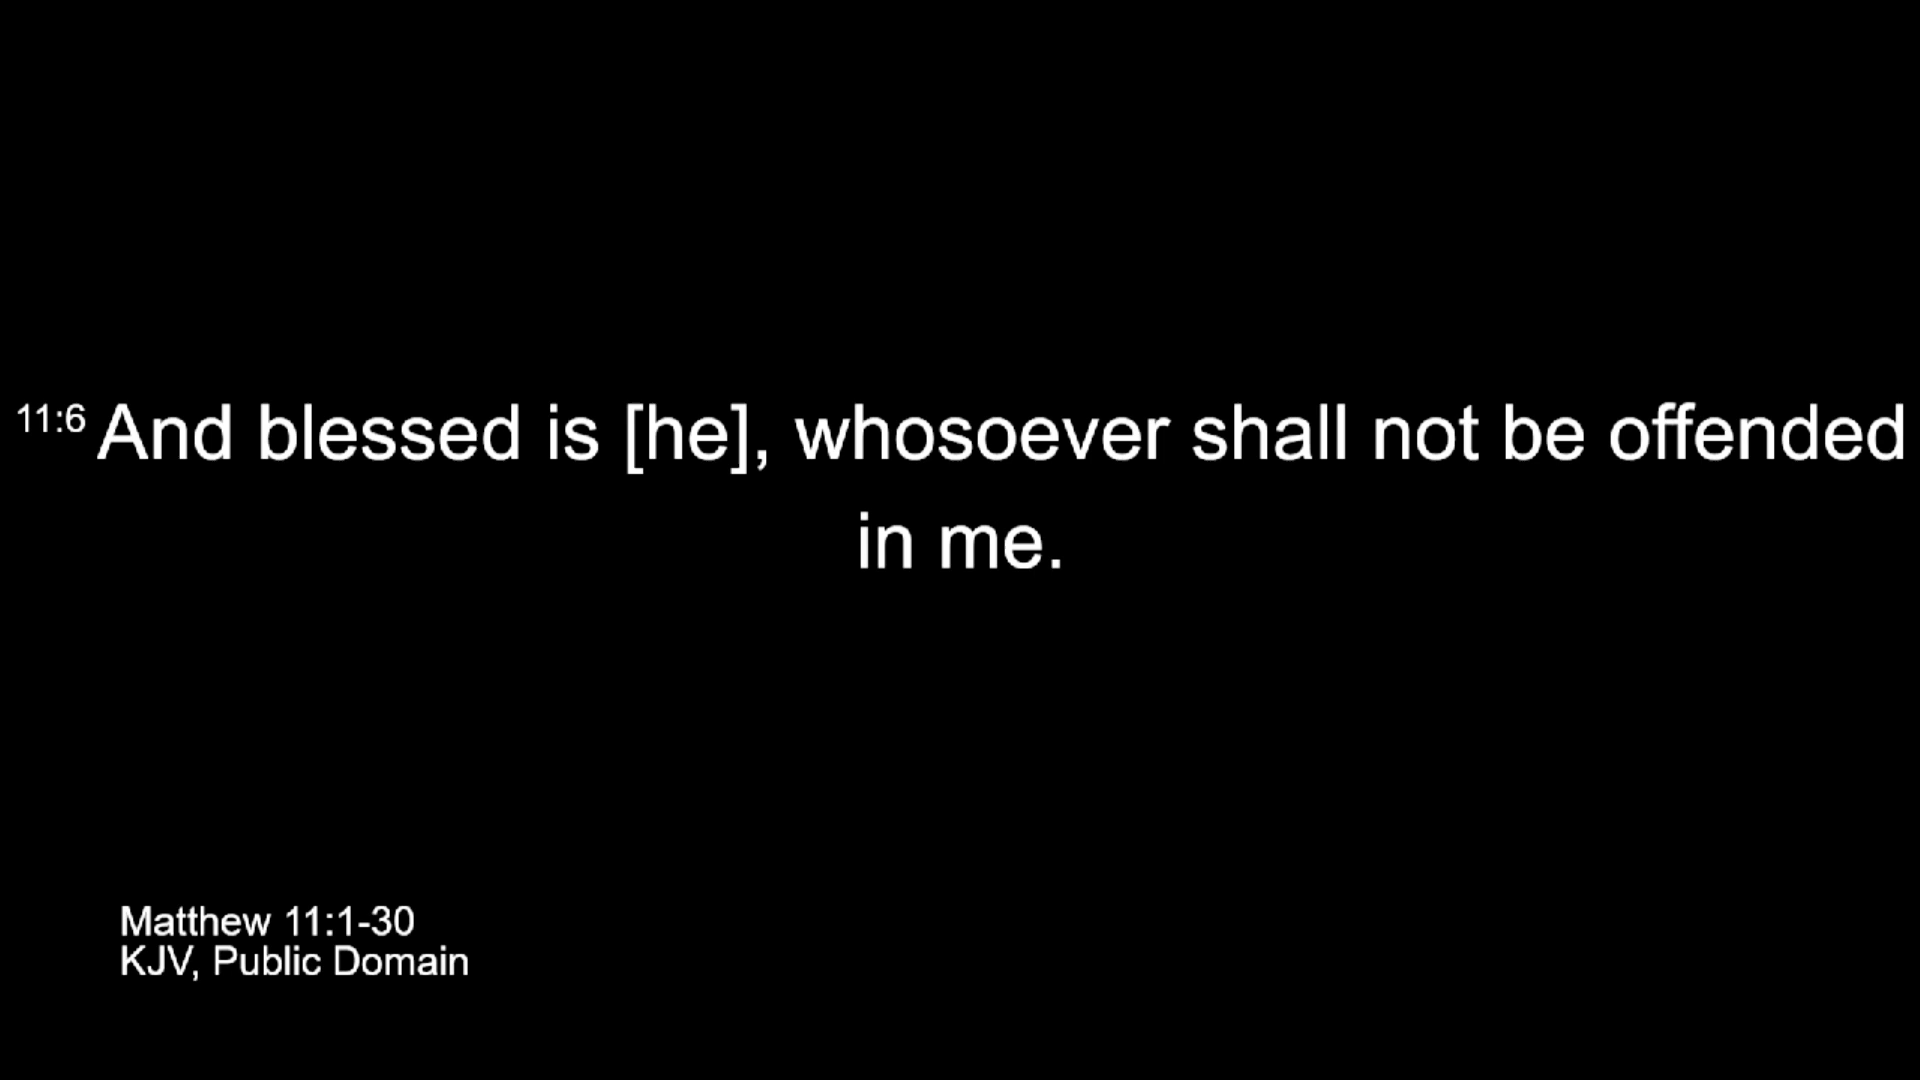 11:6 And blessed is [he], whosoever shall not be offended
in me.
Matthew 11:1-30
KJV, Public Domain